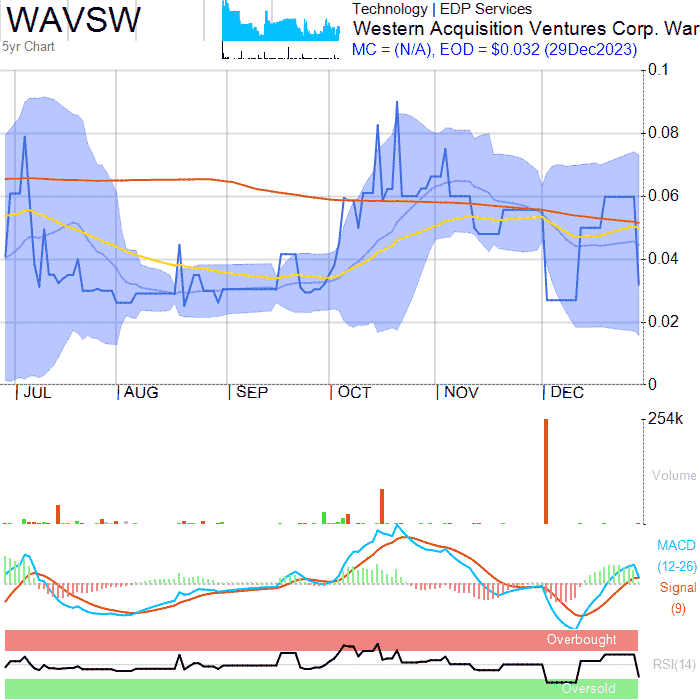 WAVSW
5yr Chart
Technology | EDP Services
Western Acquisition Ventures Corp. War
MC = (N/A), EOD = $0.032 (29Dec2023)
0.1
0.08
0.06
0.04
0.02
0
JUL AUG SEP OCT NOV DEC
254k
Volume
MACD
(12-26)
Signal
(9)
Overbought
RSI(14)
Oversold